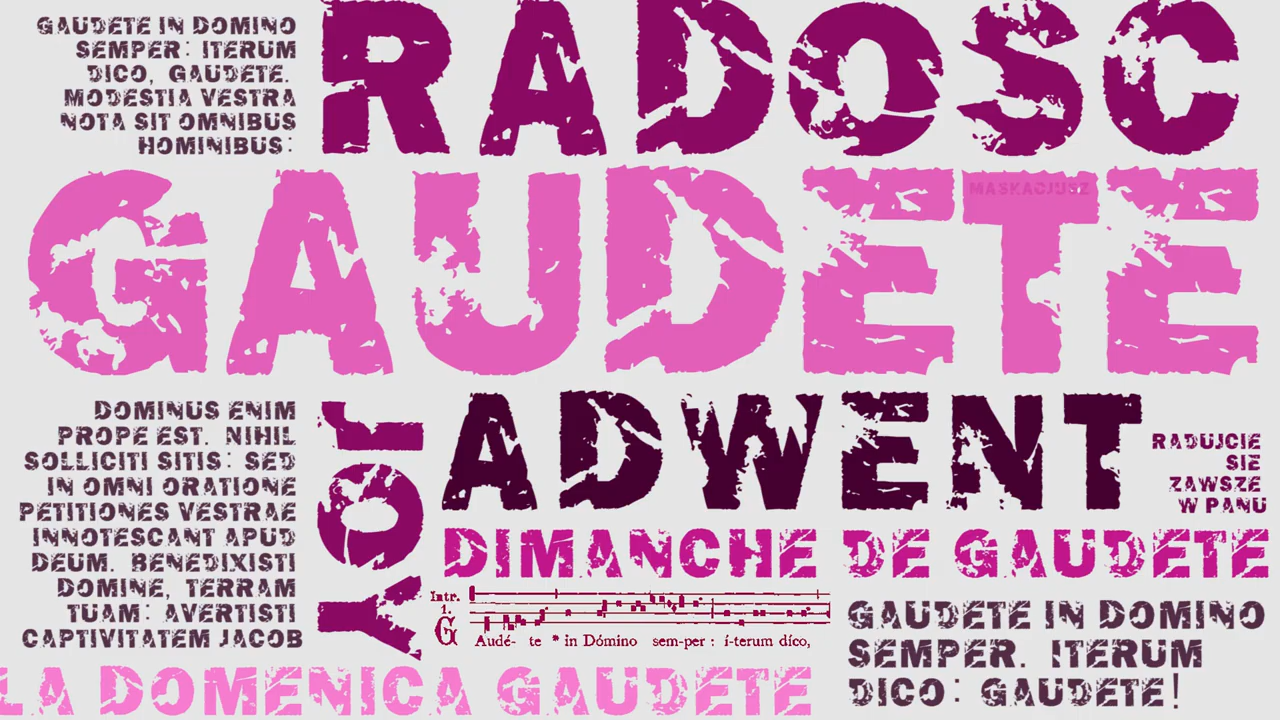 GAUDETE IN DOMINO
SEMPER: ITERUM
DICO, GAUDETE.
MODESTIA VESTRA
NOTA SIT OMNIBUS
HOMINIBUS:
RADOSC
GAUDETE
MASKACJUSZ
DOMINUS ENIM
PROPE EST. NIHIL
SOLLICITI SITIS: SED
IN OMNI ORATIONE
PETITIONES VESTRAE
INNOTESCANT APUD
DEUM. BENEDIXISTI
DOMINE, TERRAM
TUAM: AVERTISTI
CAPTIVITATEM JACOB
JOY
ADWENT
RADUJCIE
SIE
ZAWSZE
W PANU
DIMANCHE DE GAUDETE
Intr.
1.
G
Audé- te * in Dómino sem-per : í-terum díco,
GAUDETE IN DOMINO
SEMPER. ITERUM
DICO: GAUDETE!
LA DOMENICA GAUDETE